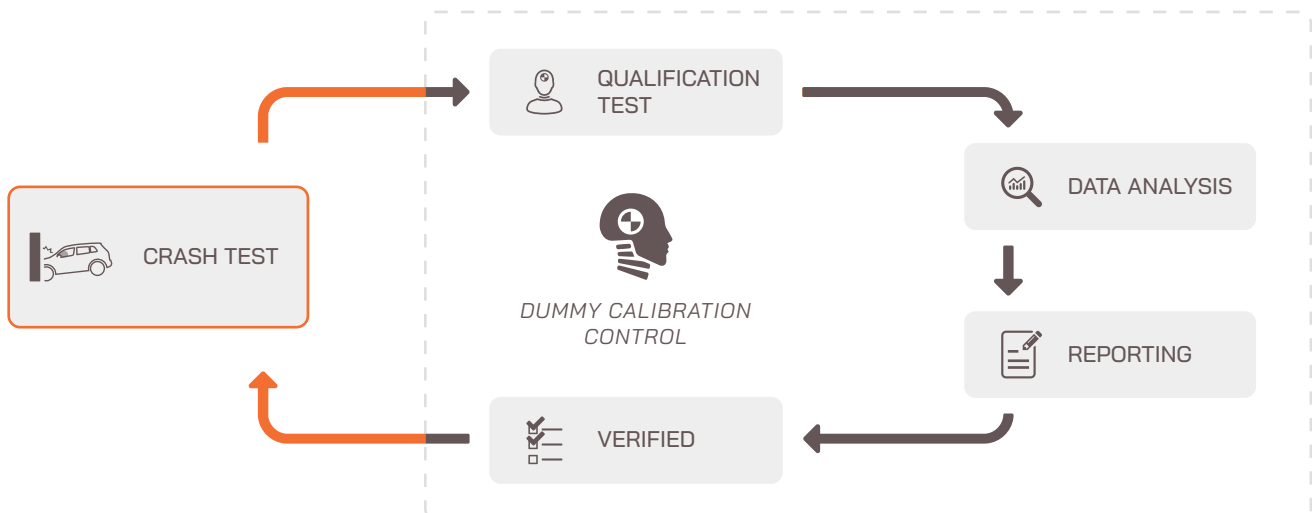 QUALIFICATION
TEST
DATA ANALYSIS
CRASH TEST
DUMMY CALIBRATION
CONTROL
REPORTING
VERIFIED